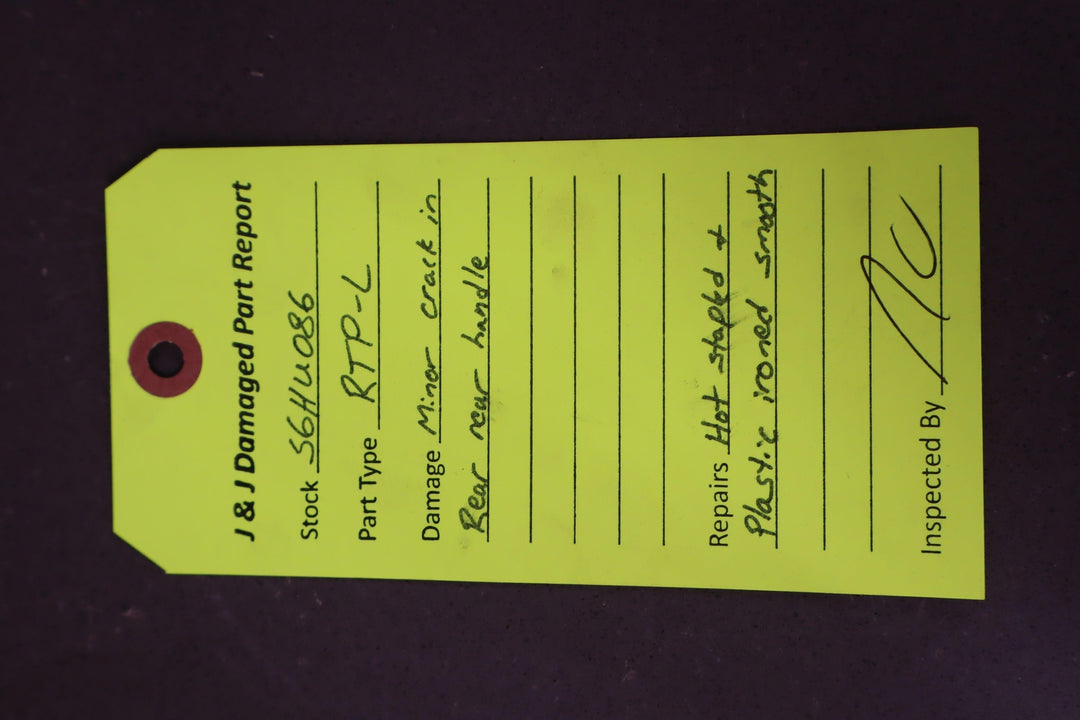 J & J Damaged Part Report
Stock S6HU086
Part Type RTP-L
Damage Minor crack in
Rear rear handle
Repairs Hot stapled &
Plastic ironed smooth
Inspected By